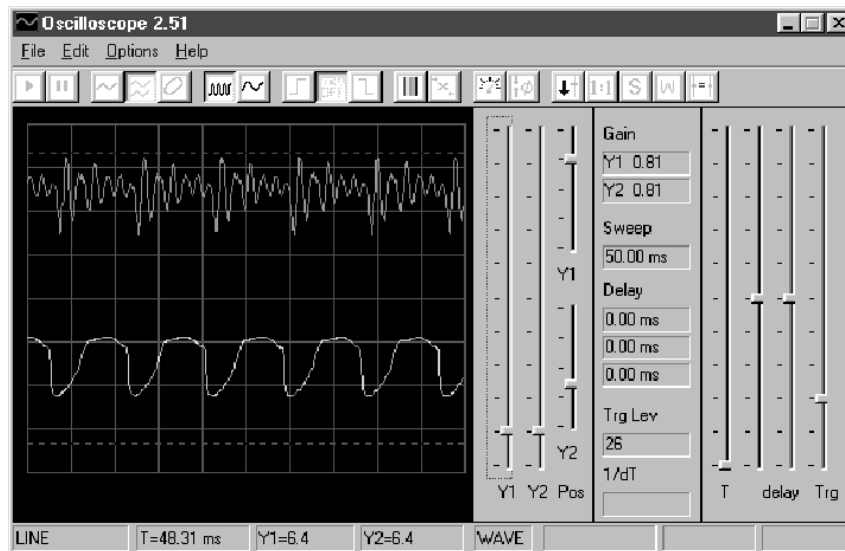 Oscilloscope 2.51
File Edit Options Help
1:1 S W
Gain
Y1 0.81
Y2 0.81
Sweep
50.00 ms
Y1
Delay
0.00 ms
0.00 ms
0.00 ms
Trg Lev
26
Y2
1/dT
Y1 Y2 Pos
T delay Trg
LINE T=48.31 ms Y1=6.4 Y2=6.4 WAVE